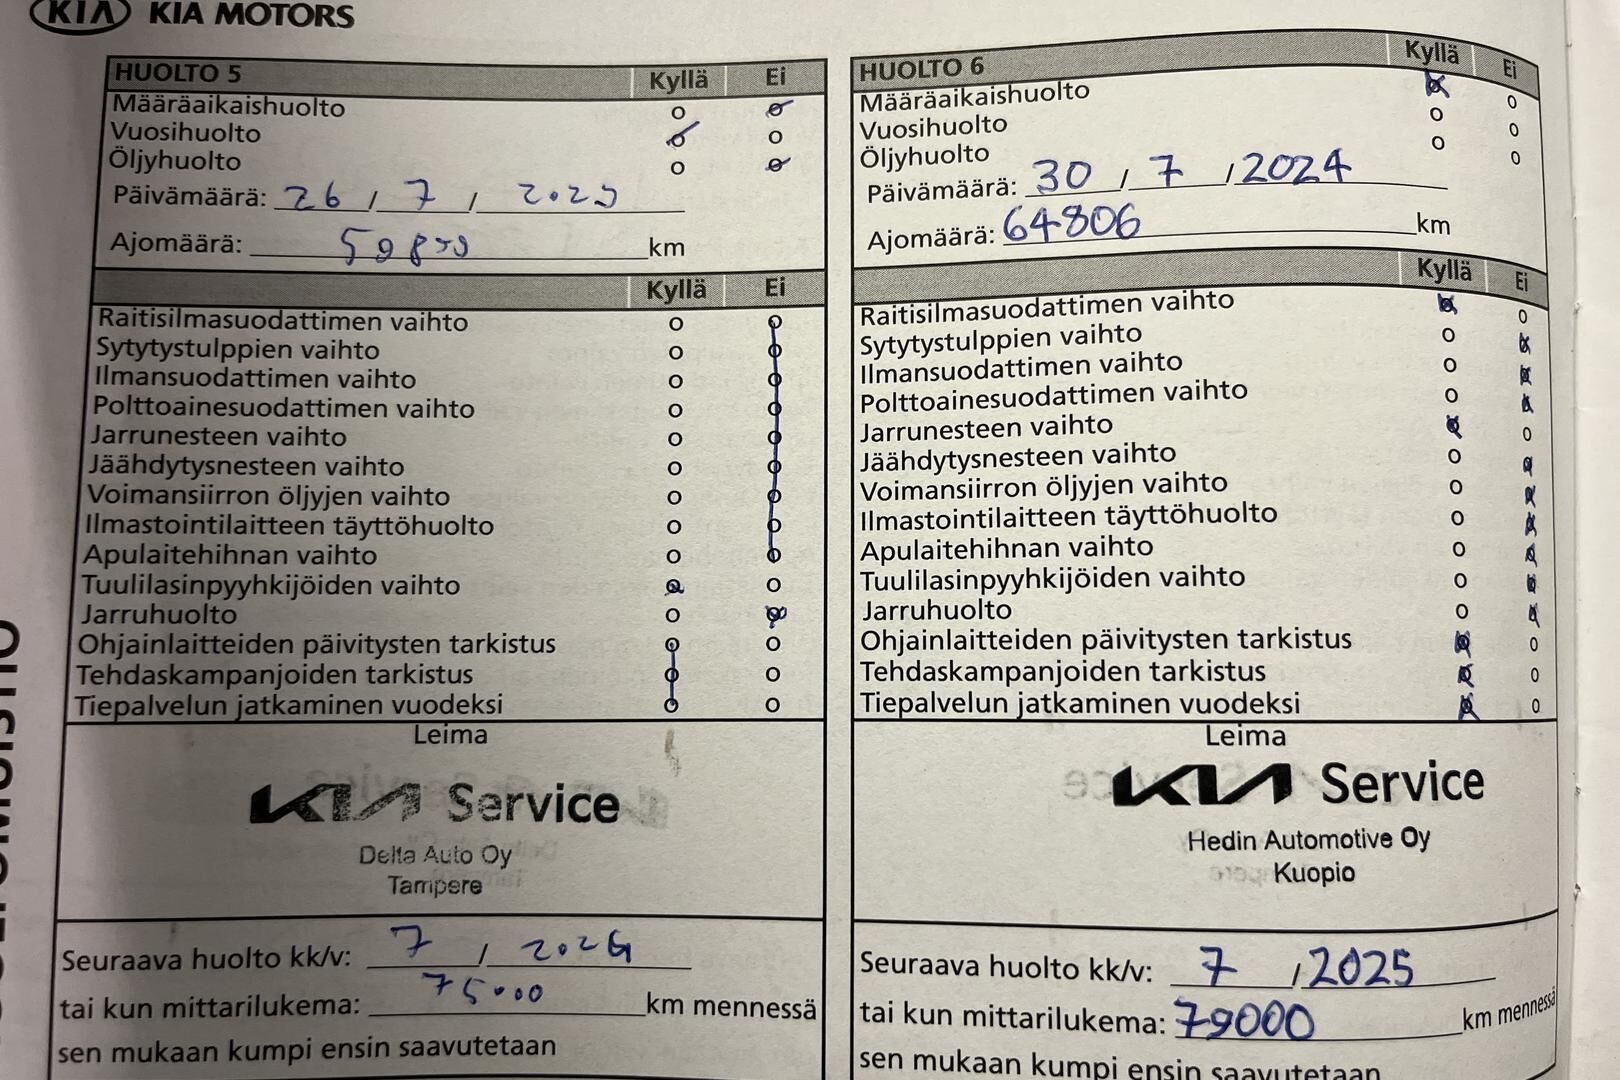 KIA KIA MOTORS
HUOLTO 5 Kyllä Ei
Määräaikaishuolto
Vuosihuolto
Öljyhuolto
Päivämäärä: 26 / 7 / 2023
Ajomäärä: km
Kyllä Ei
Raitisilmasuodattimen vaihto
Sytytystulppien vaihto
Ilmansuodattimen vaihto
Polttoainesuodattimen vaihto
Jarrunesteen vaihto
Jäähdytysnesteen vaihto
Voimansiirron öljyjen vaihto
Ilmastointilaitteen täyttöhuolto
Apulaitehihnan vaihto
Tuulilasinpyyhkijöiden vaihto
Jarruhuolto
Ohjainlaitteiden päivitysten tarkistus
Tehdaskampanjoiden tarkistus
Tiepalvelun jatkaminen vuodeksi
Leima
KIA Service
Delta Auto Oy
Tampere
Seuraava huolto kk/v: 7 / 2024
tai kun mittarilukema: 75000 km mennessä
sen mukaan kumpi ensin saavutetaan
HUOLTO 6 Kyllä Ei
Määräaikaishuolto
Vuosihuolto
Öljyhuolto
Päivämäärä: 30 / 7 / 2024
Ajomäärä: 64806 km
Kyllä Ei
Raitisilmasuodattimen vaihto
Sytytystulppien vaihto
Ilmansuodattimen vaihto
Polttoainesuodattimen vaihto
Jarrunesteen vaihto
Jäähdytysnesteen vaihto
Voimansiirron öljyjen vaihto
Ilmastointilaitteen täyttöhuolto
Apulaitehihnan vaihto
Tuulilasinpyyhkijöiden vaihto
Jarruhuolto
Ohjainlaitteiden päivitysten tarkistus
Tehdaskampanjoiden tarkistus
Tiepalvelun jatkaminen vuodeksi
Leima
KIA Service
Hedin Automotive Oy
Kuopio
Seuraava huolto kk/v: 7 / 2025
tai kun mittarilukema: 79000 km mennessä
sen mukaan kumpi ensin saavutetaan